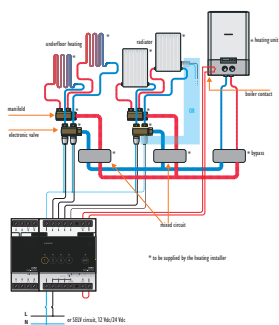 underfloor heating
*
*
radiator
*
*
* heating unit
boiler contact
manifold
*
*
OR
electronic valve
*
*
*
*
* bypass
mixed circuit
* to be supplied by the heating installer
L
N
or SELV circuit, 12 Vdc/24 Vdc